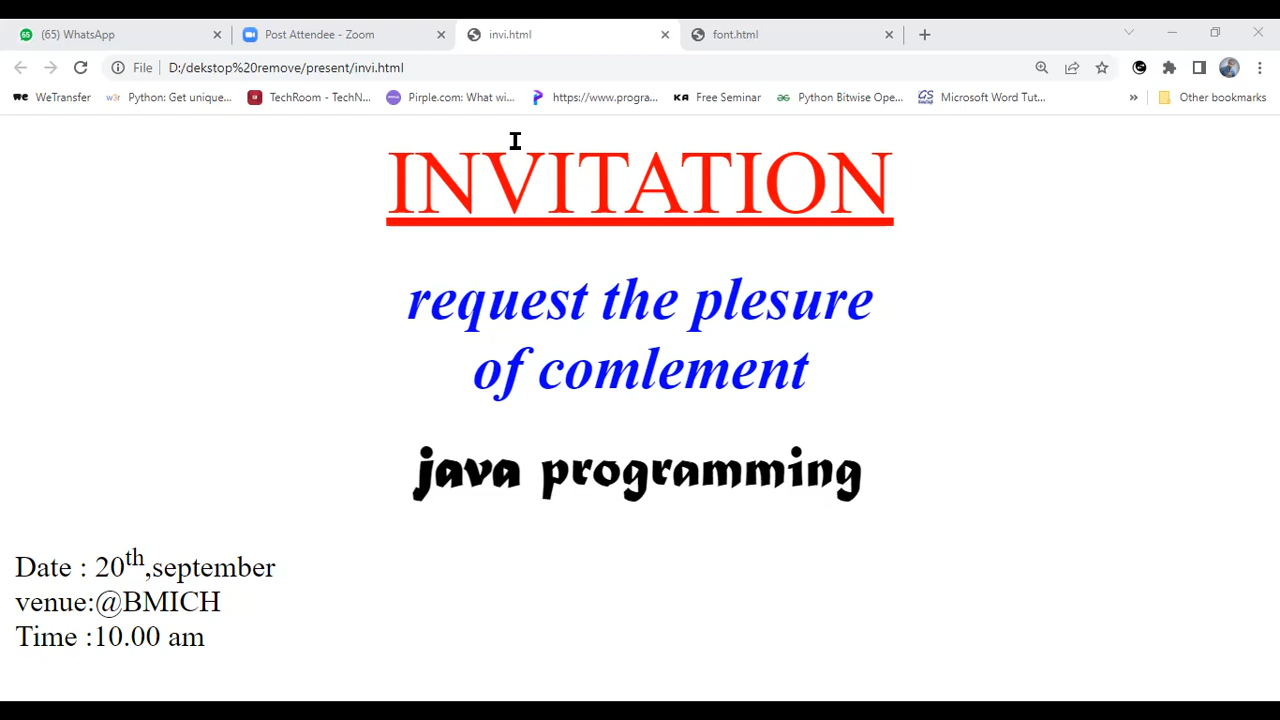 (65) WhatsApp
Post Attendee - Zoom
invi.html
font.html
File
D:/dekstop%20remove/present/invi.html
WeTransfer
Python: Get unique...
TechRoom - TechN...
Pirple.com: What wi...
https://www.progra...
Free Seminar
Python Bitwise Ope...
Microsoft Word Tut...
»
Other bookmarks
INVITATION
request the plesure
of comlement
java programming
Date : 20th,september
venue:@BMICH
Time :10.00 am